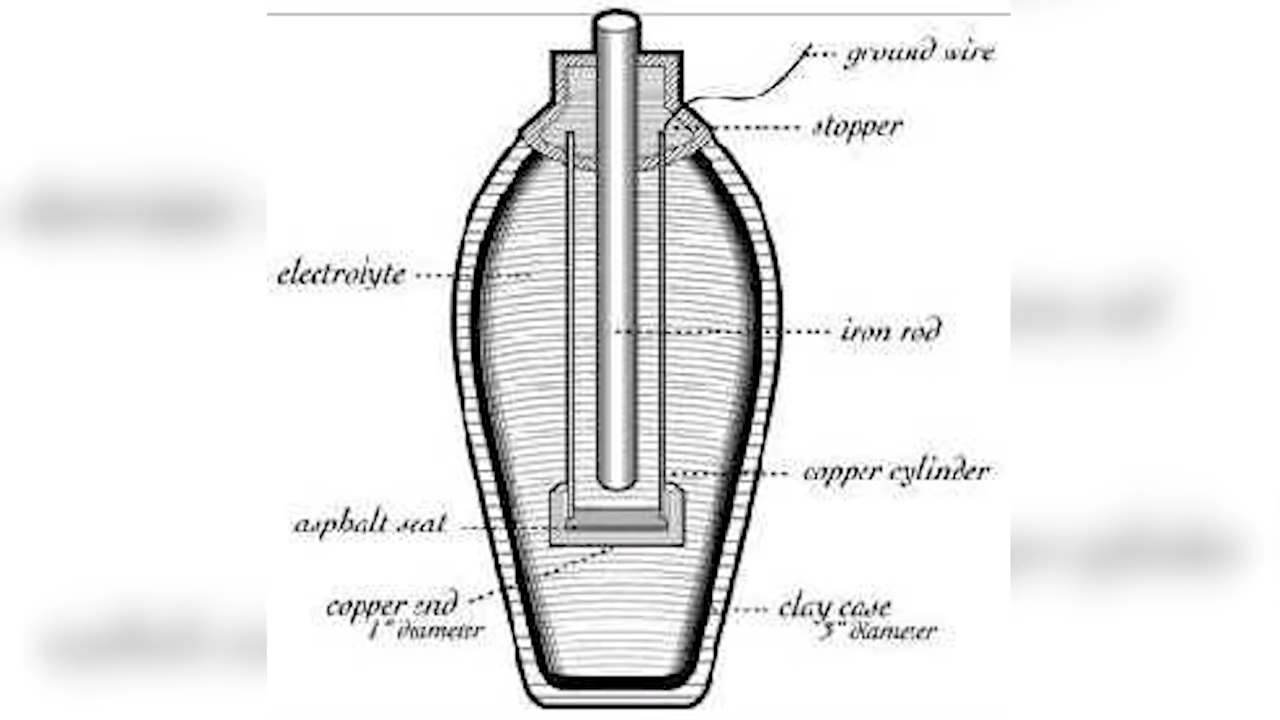 ground wire
stopper
electrolyte
iron rod
copper cylinder
asphalt seat
copper end
1" diameter
clay case
3" diameter